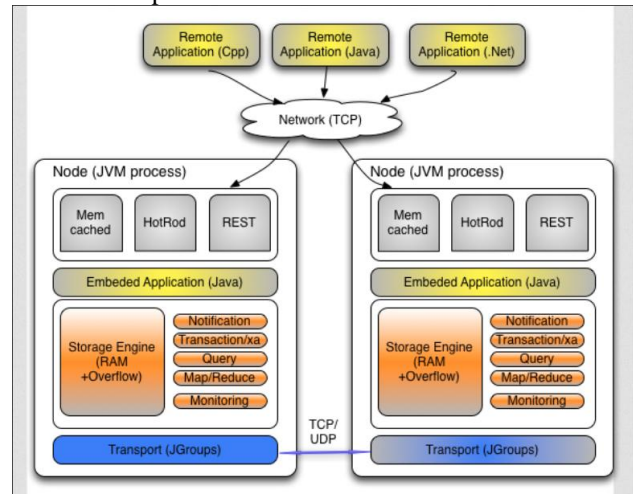 Remote
Application (Cpp)
Remote
Application (Java)
Remote
Application (.Net)
Network (TCP)
Node (JVM process)
Mem
cached
HotRod
REST
Embeded Application (Java)
Storage Engine
(RAM
+Overflow)
Notification
Transaction/xa
Query
Map/Reduce
Monitoring
Transport (JGroups)
TCP/
UDP
Node (JVM process)
Mem
cached
HotRod
REST
Embeded Application (Java)
Storage Engine
(RAM
+Overflow)
Notification
Transaction/xa
Query
Map/Reduce
Monitoring
Transport (JGroups)